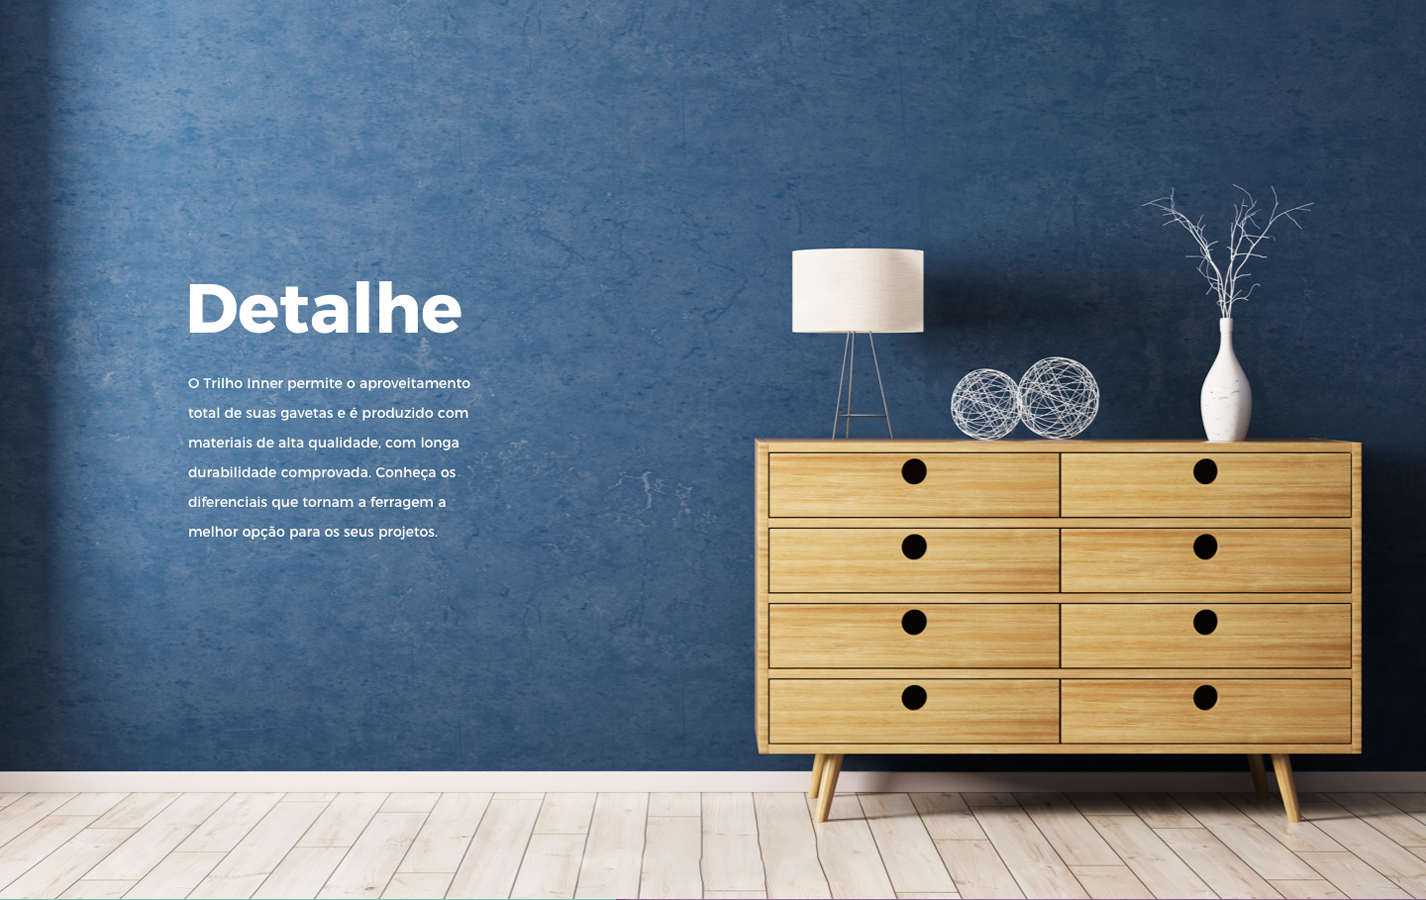 Detalhe
O Trilho Inner permite o aproveitamento
total de suas gavetas e é produzido com
materiais de alta qualidade, com longa
durabilidade comprovada. Conheça os
diferenciais que tornam a ferragem a
melhor opção para os seus projetos.